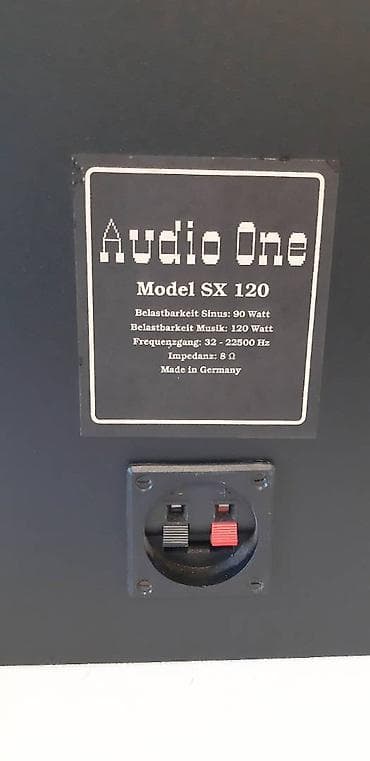 Audio One
Model SX 120
Belastbarkeit Sinus: 90 Watt
Belastbarkeit Musik: 120 Watt
Frequenzgang: 32 - 22500 Hz
Impedanz: 8 Ω
Made in Germany